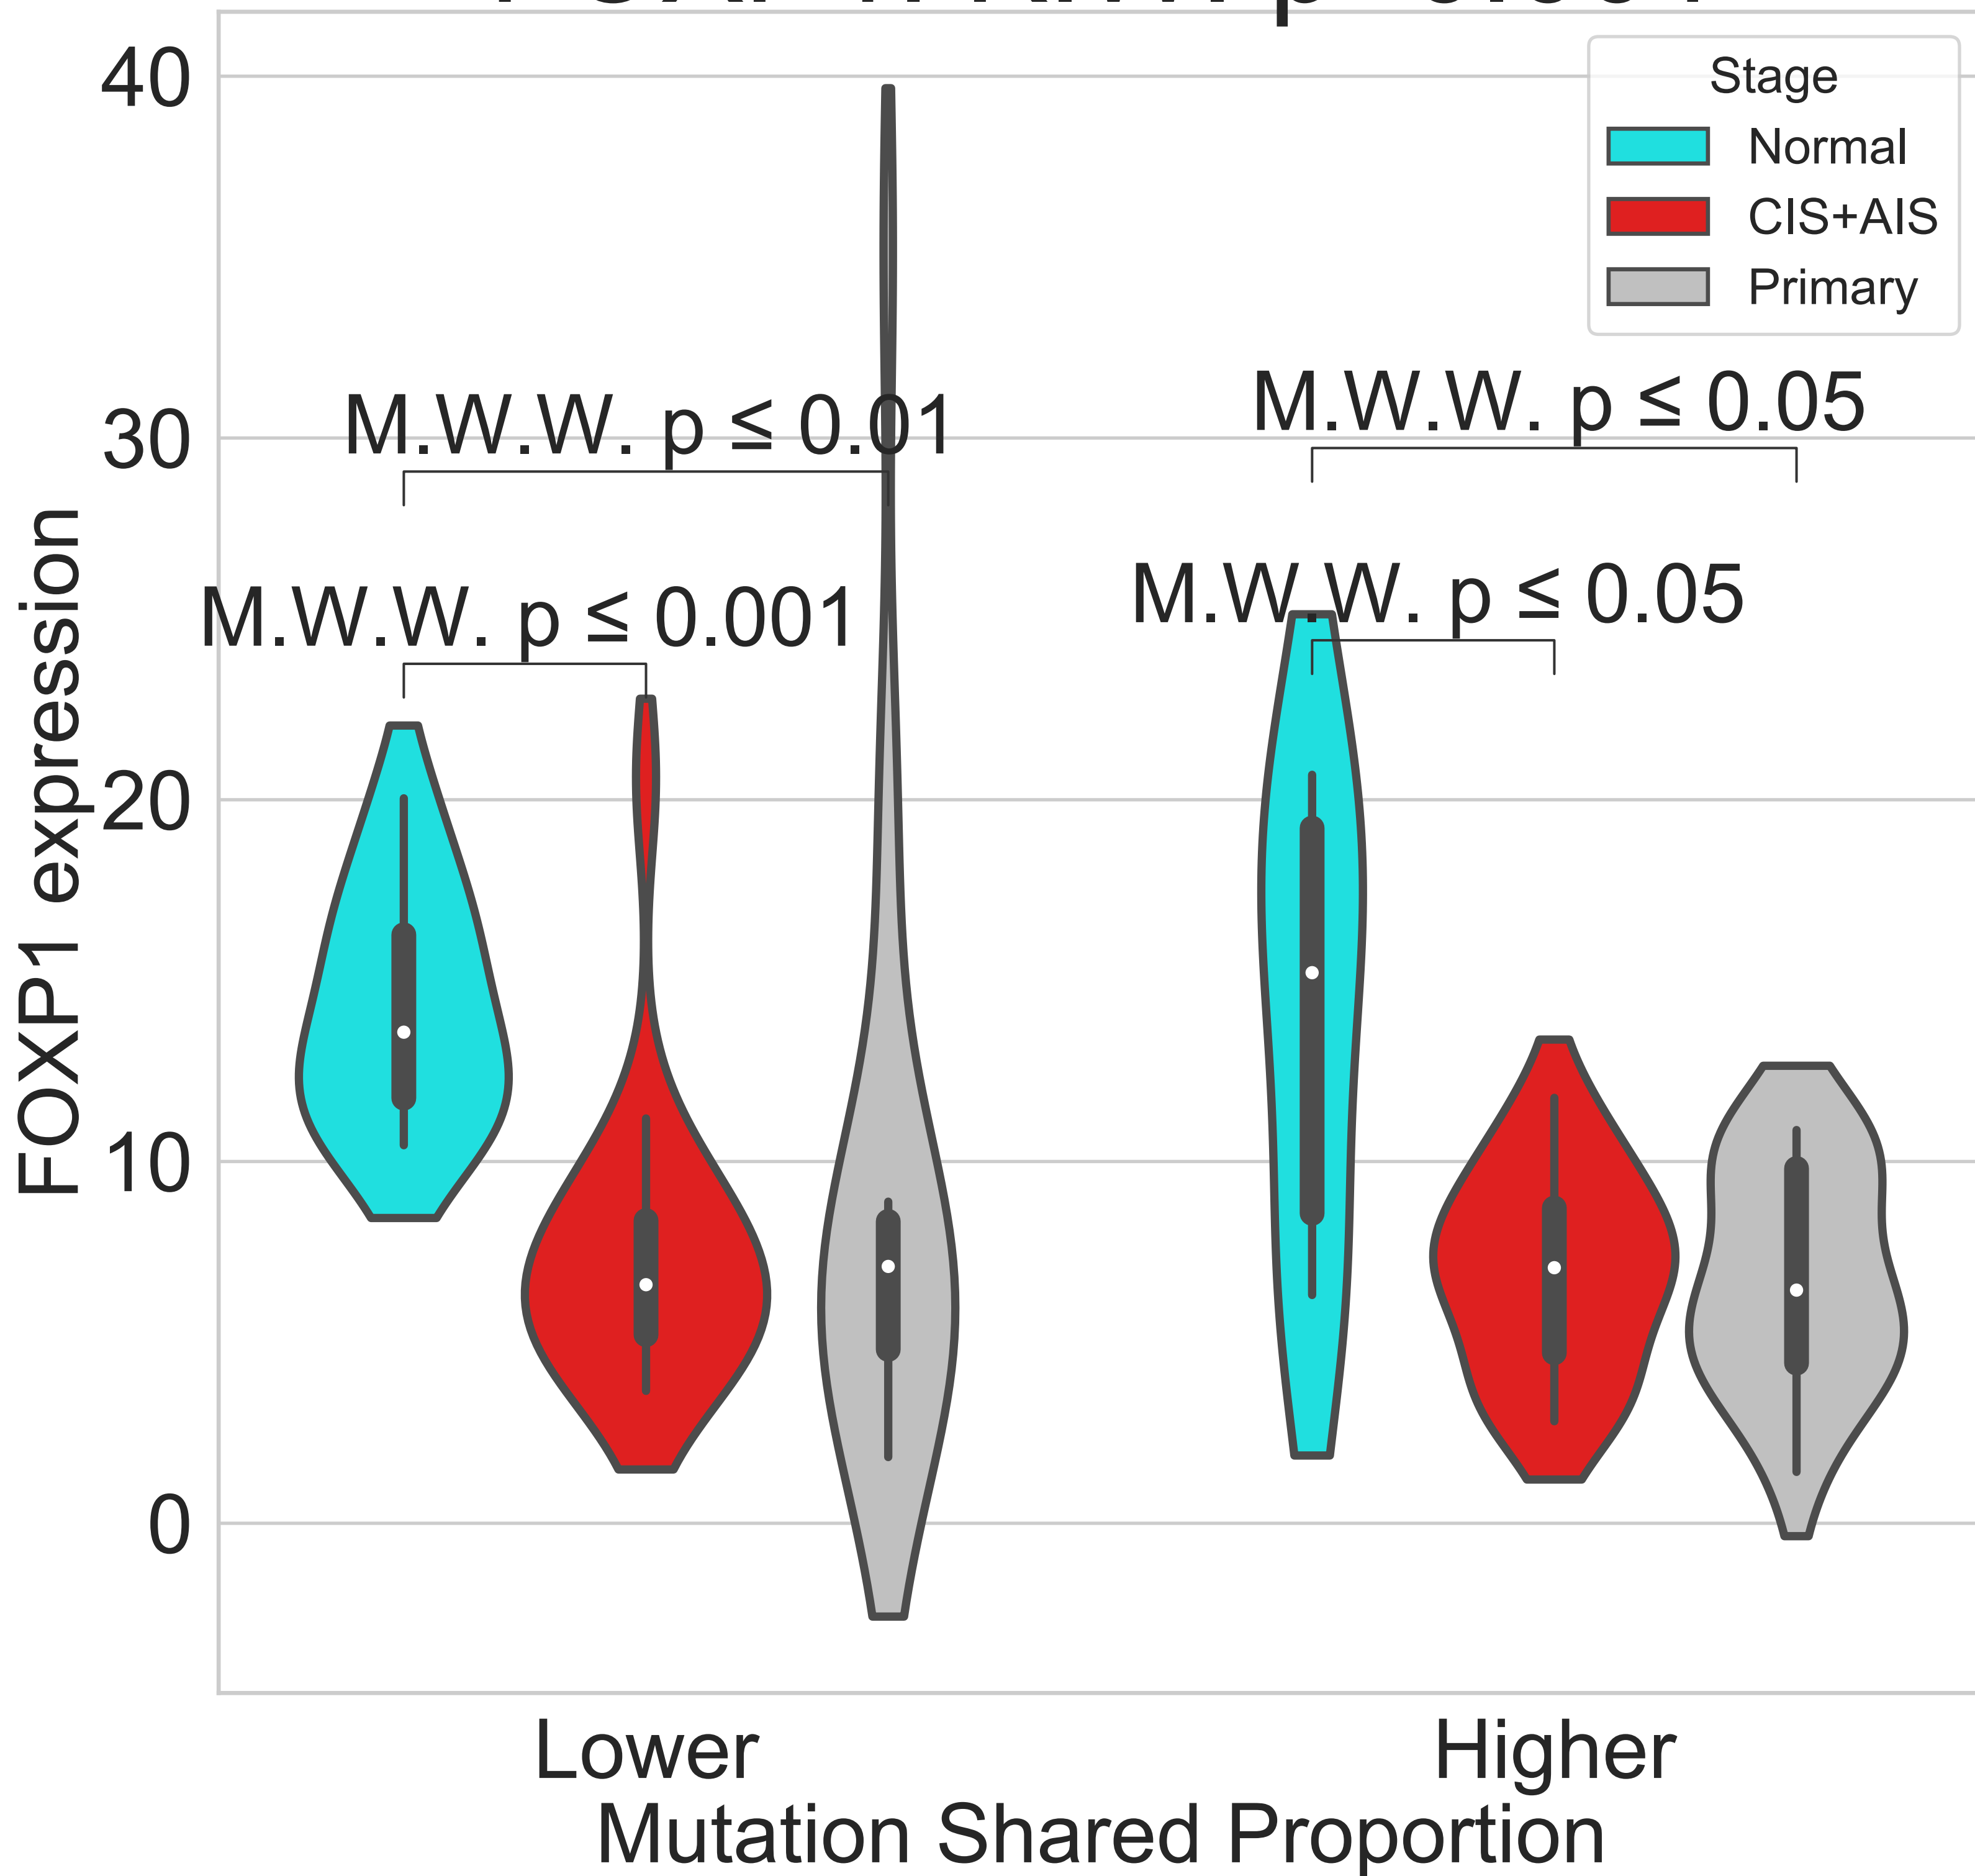 40
30
20
10
0
FOXP1 expression
Stage
Normal
CIS+AIS
Primary
M.W.W. p ≤ 0.01
M.W.W. p ≤ 0.001
M.W.W. p ≤ 0.05
M.W.W. p ≤ 0.05
Lower
Higher
Mutation Shared Proportion